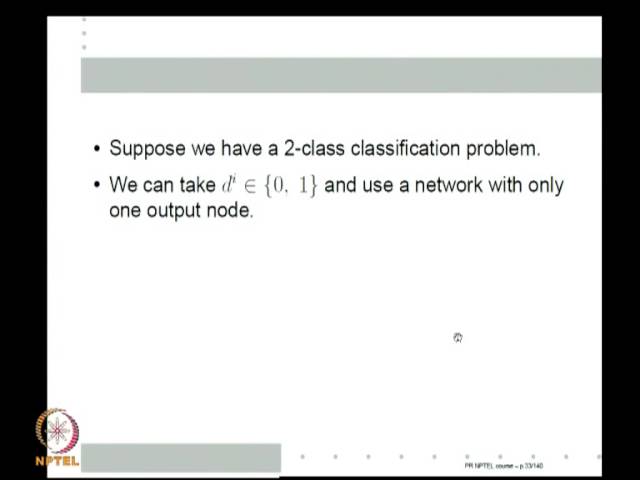 • Suppose we have a 2-class classification problem.
• We can take dⁱ ∈ {0, 1} and use a network with only
one output node.
NPTEL
PR NPTEL course – p.33/140